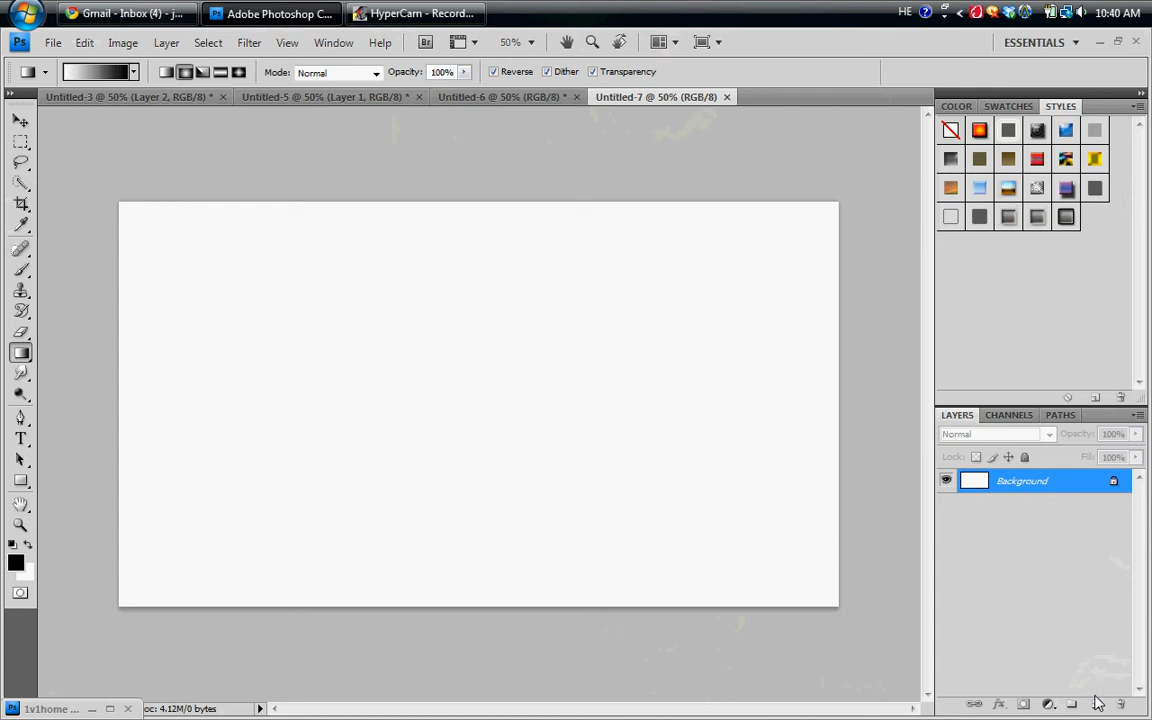 Gmail - Inbox (4) - j...
Adobe Photoshop C...
HyperCam - Record...
HE
10:40 AM
Ps
File
Edit
Image
Layer
Select
Filter
View
Window
Help
Br
50%
ESSENTIALS
Mode:
Normal
Opacity:
100%
Reverse
Dither
Transparency
Untitled-3 @ 50% (Layer 2, RGB/8) *
Untitled-5 @ 50% (Layer 1, RGB/8) *
Untitled-6 @ 50% (RGB/8) *
Untitled-7 @ 50% (RGB/8)
COLOR
SWATCHES
STYLES
LAYERS
CHANNELS
PATHS
Normal
Opacity:
100%
Lock:
Fill:
100%
Background
Ps
1v1home ...
oc: 4.12M/0 bytes